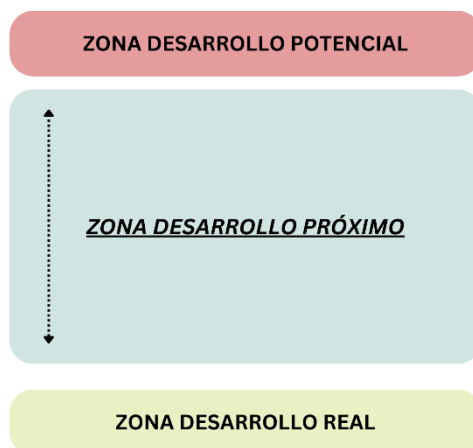 ZONA DESARROLLO POTENCIAL
ZONA DESARROLLO PRÓXIMO
ZONA DESARROLLO REAL